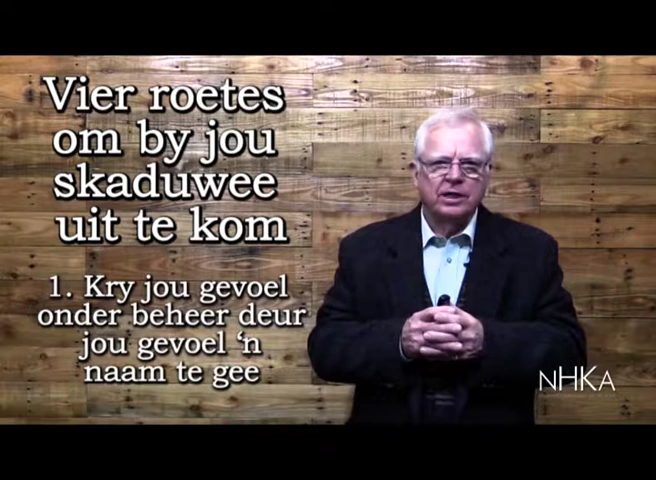 Vier roetes
om by jou
skaduwee
uit te kom
1. Kry jou gevoel
onder beheer deur
jou gevoel 'n
naam te gee
NHKA